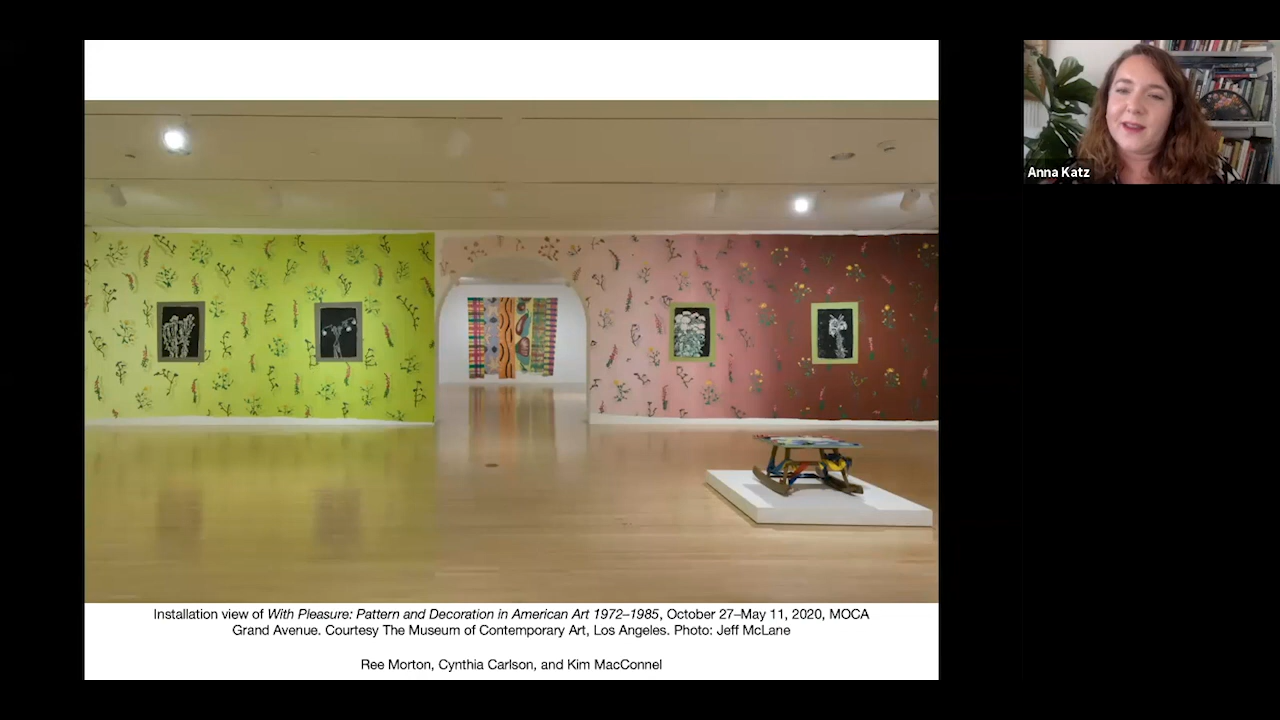 Anna Katz
Installation view of With Pleasure: Pattern and Decoration in American Art 1972–1985, October 27–May 11, 2020, MOCA
Grand Avenue. Courtesy The Museum of Contemporary Art, Los Angeles. Photo: Jeff McLane
Ree Morton, Cynthia Carlson, and Kim MacConnel